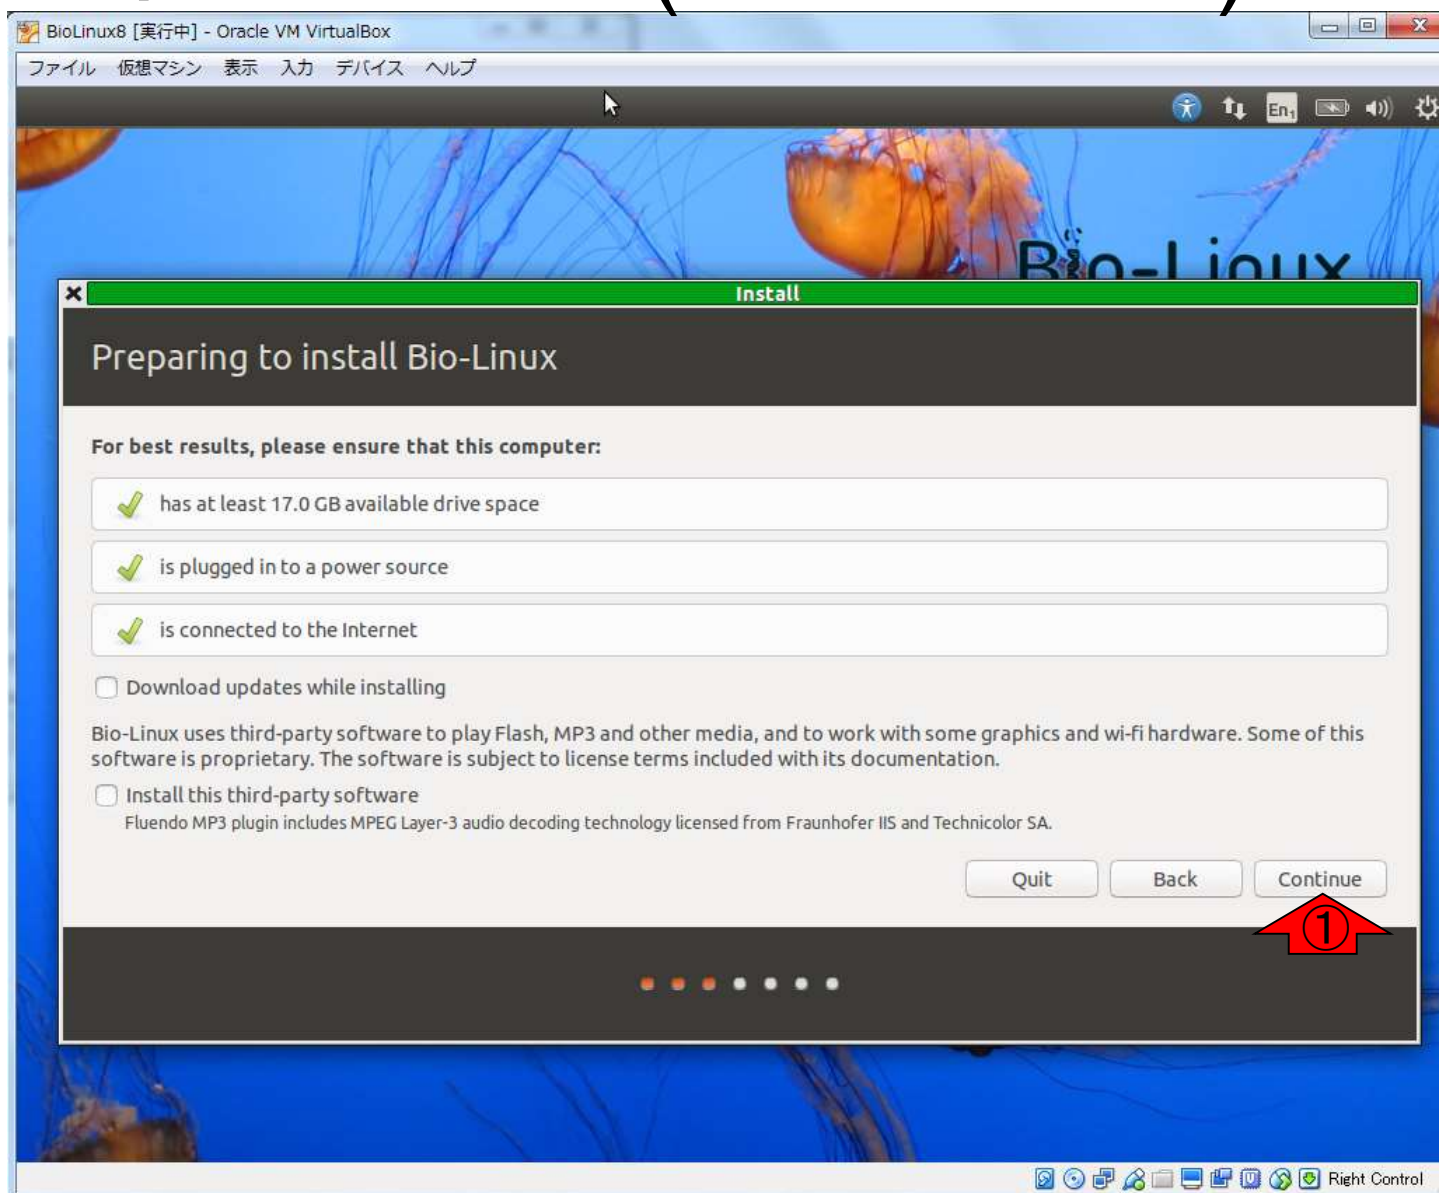 BioLinux8 [実行中] - Oracle VM VirtualBox
ファイル 仮想マシン 表示 入力 デバイス ヘルプ
En1
Bio-Linux
Install
Preparing to install Bio-Linux
For best results, please ensure that this computer:
has at least 17.0 GB available drive space
is plugged in to a power source
is connected to the Internet
Download updates while installing
Bio-Linux uses third-party software to play Flash, MP3 and other media, and to work with some graphics and wi-fi hardware. Some of this
software is proprietary. The software is subject to license terms included with its documentation.
Install this third-party software
Fluendo MP3 plugin includes MPEG Layer-3 audio decoding technology licensed from Fraunhofer IIS and Technicolor SA.
Quit Back Continue
①
Right Control